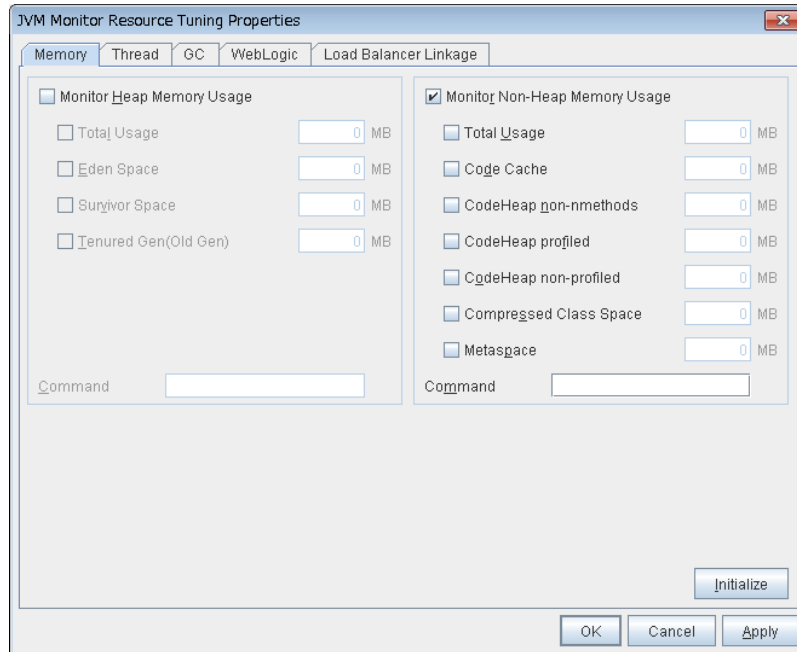 JVM Monitor Resource Tuning Properties
Memory Thread GC WebLogic Load Balancer Linkage
Monitor Heap Memory Usage
Total Usage 0 MB
Eden Space 0 MB
Survivor Space 0 MB
Tenured Gen(Old Gen) 0 MB
Command
Monitor Non-Heap Memory Usage
Total Usage 0 MB
Code Cache 0 MB
CodeHeap non-nmethods 0 MB
CodeHeap profiled 0 MB
CodeHeap non-profiled 0 MB
Compressed Class Space 0 MB
Metaspace 0 MB
Command
Initialize
OK Cancel Apply